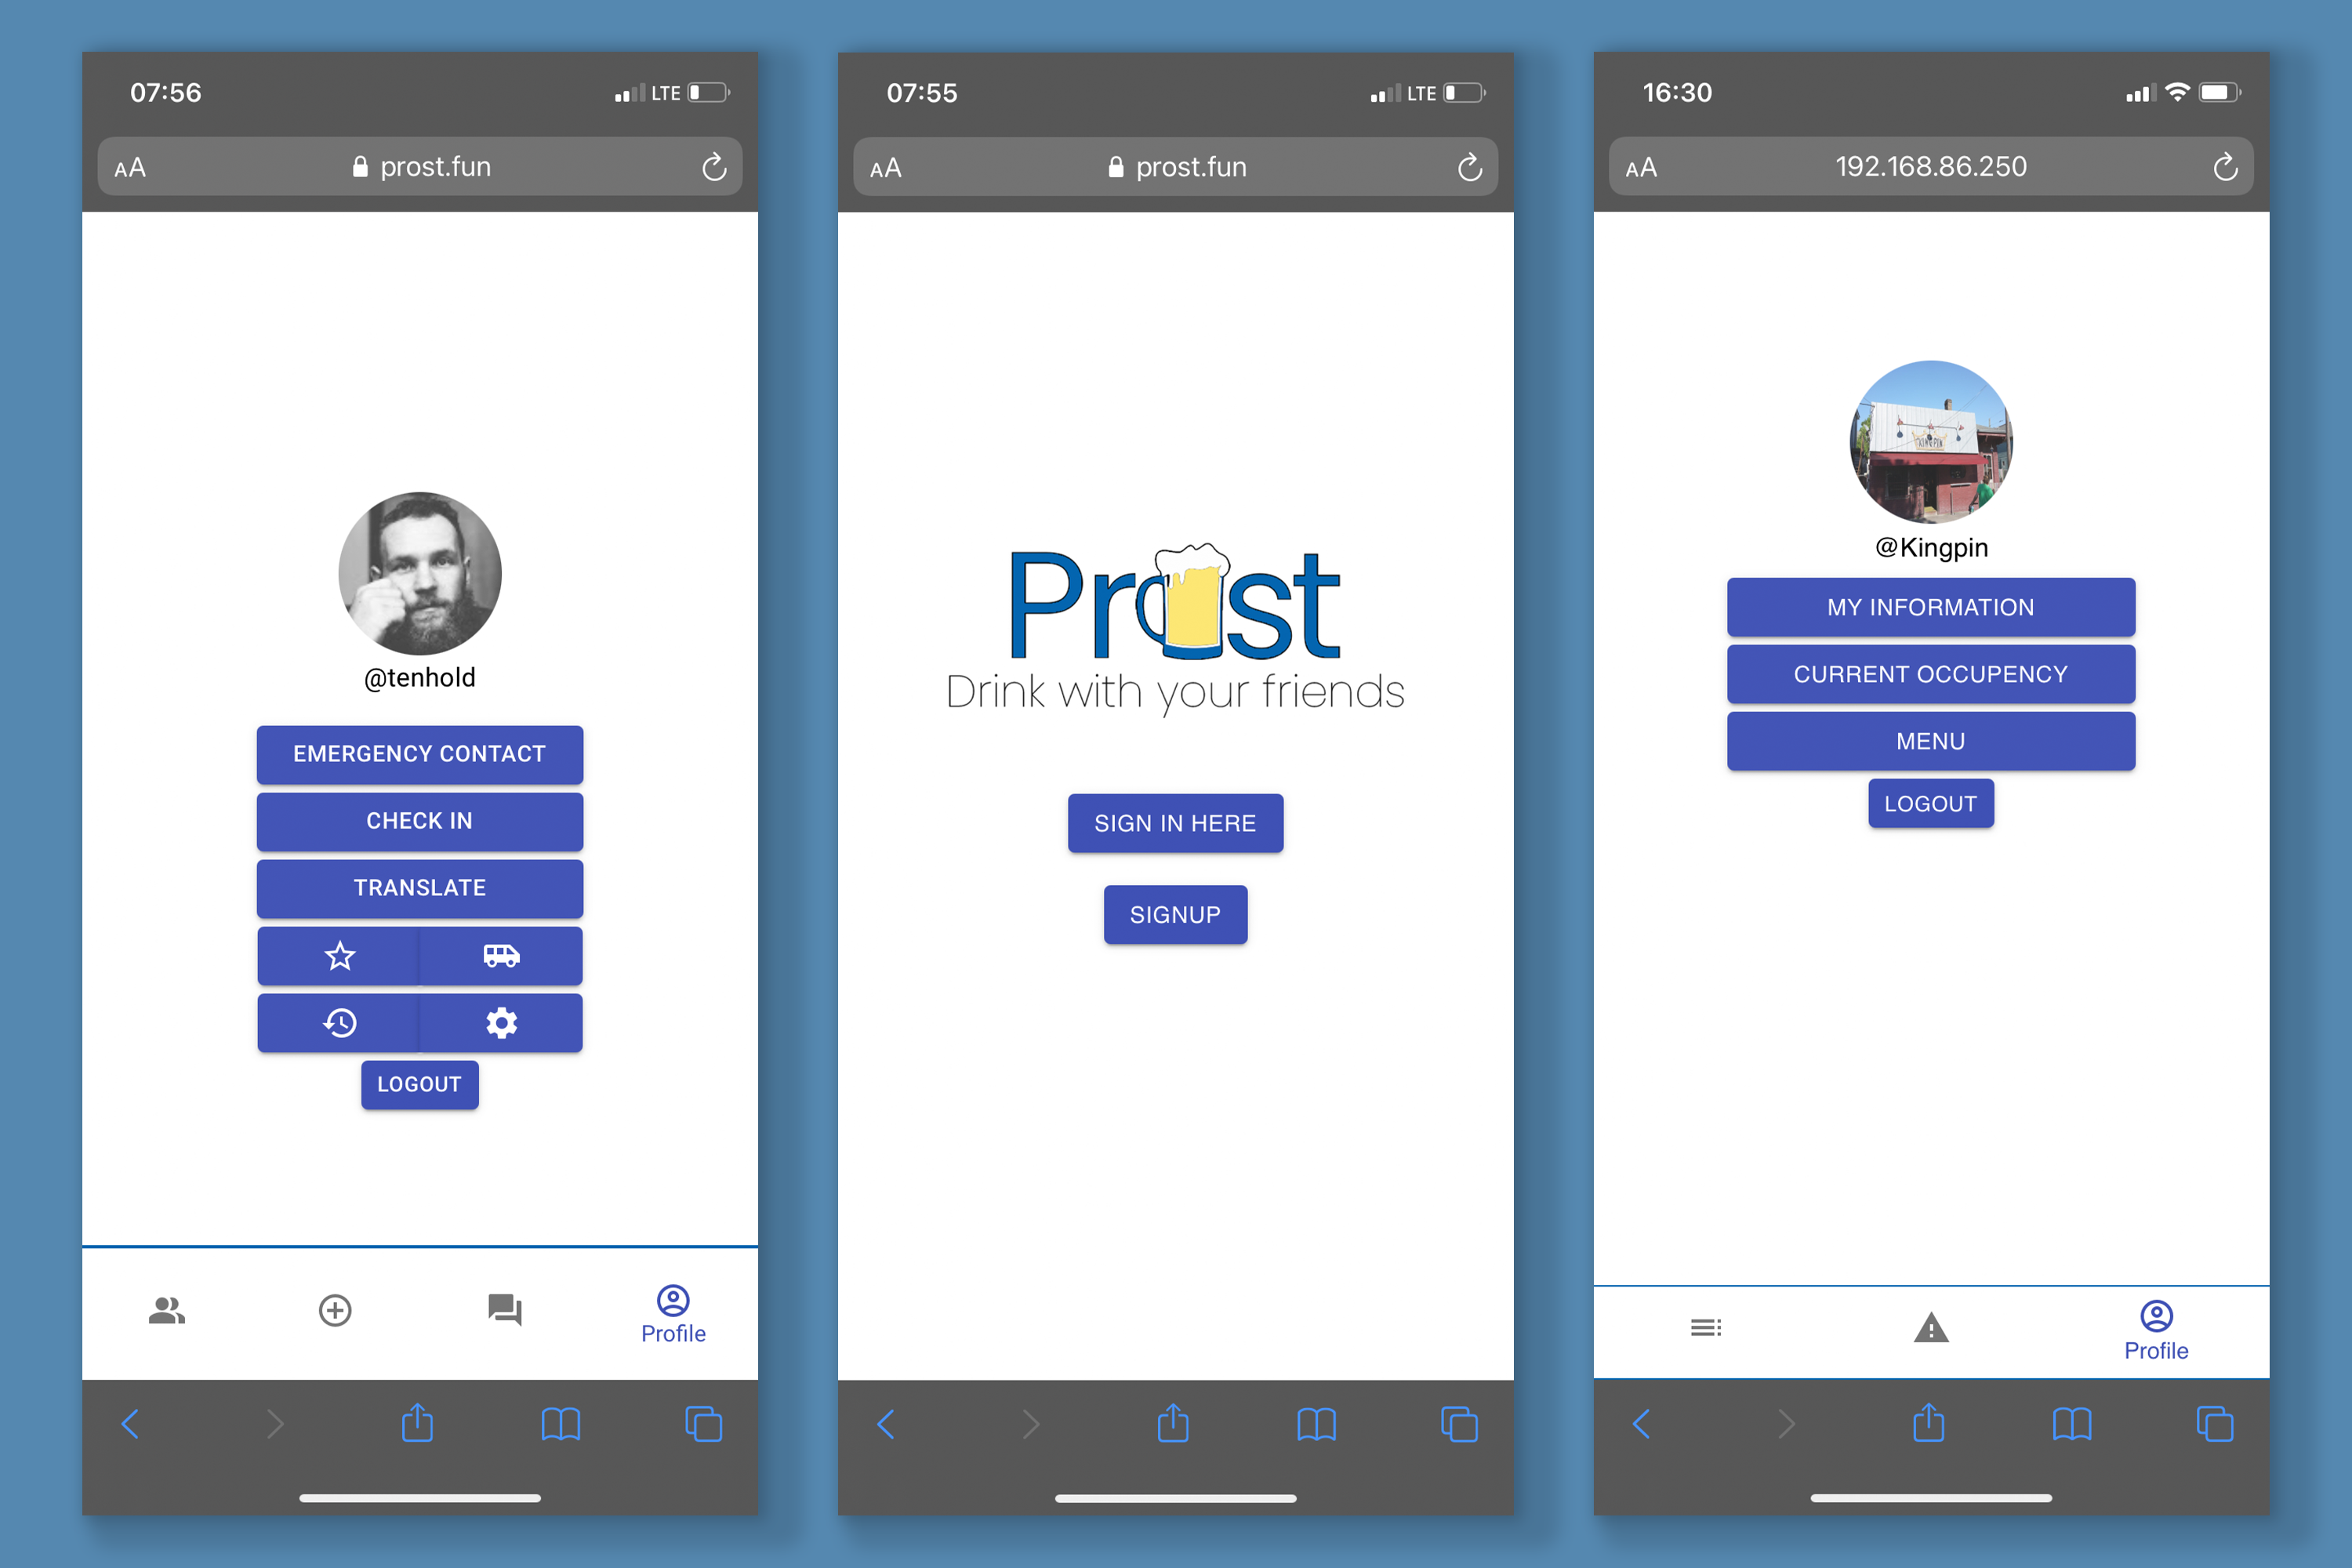 07:56
LTE
AA
prost.fun
@tenhold
EMERGENCY CONTACT
CHECK IN
TRANSLATE
LOGOUT
Profile
07:55
LTE
AA
prost.fun
Prost
Drink with your friends
SIGN IN HERE
SIGNUP
16:30
AA
192.168.86.250
KINGPIN
@Kingpin
MY INFORMATION
CURRENT OCCUPENCY
MENU
LOGOUT
Profile